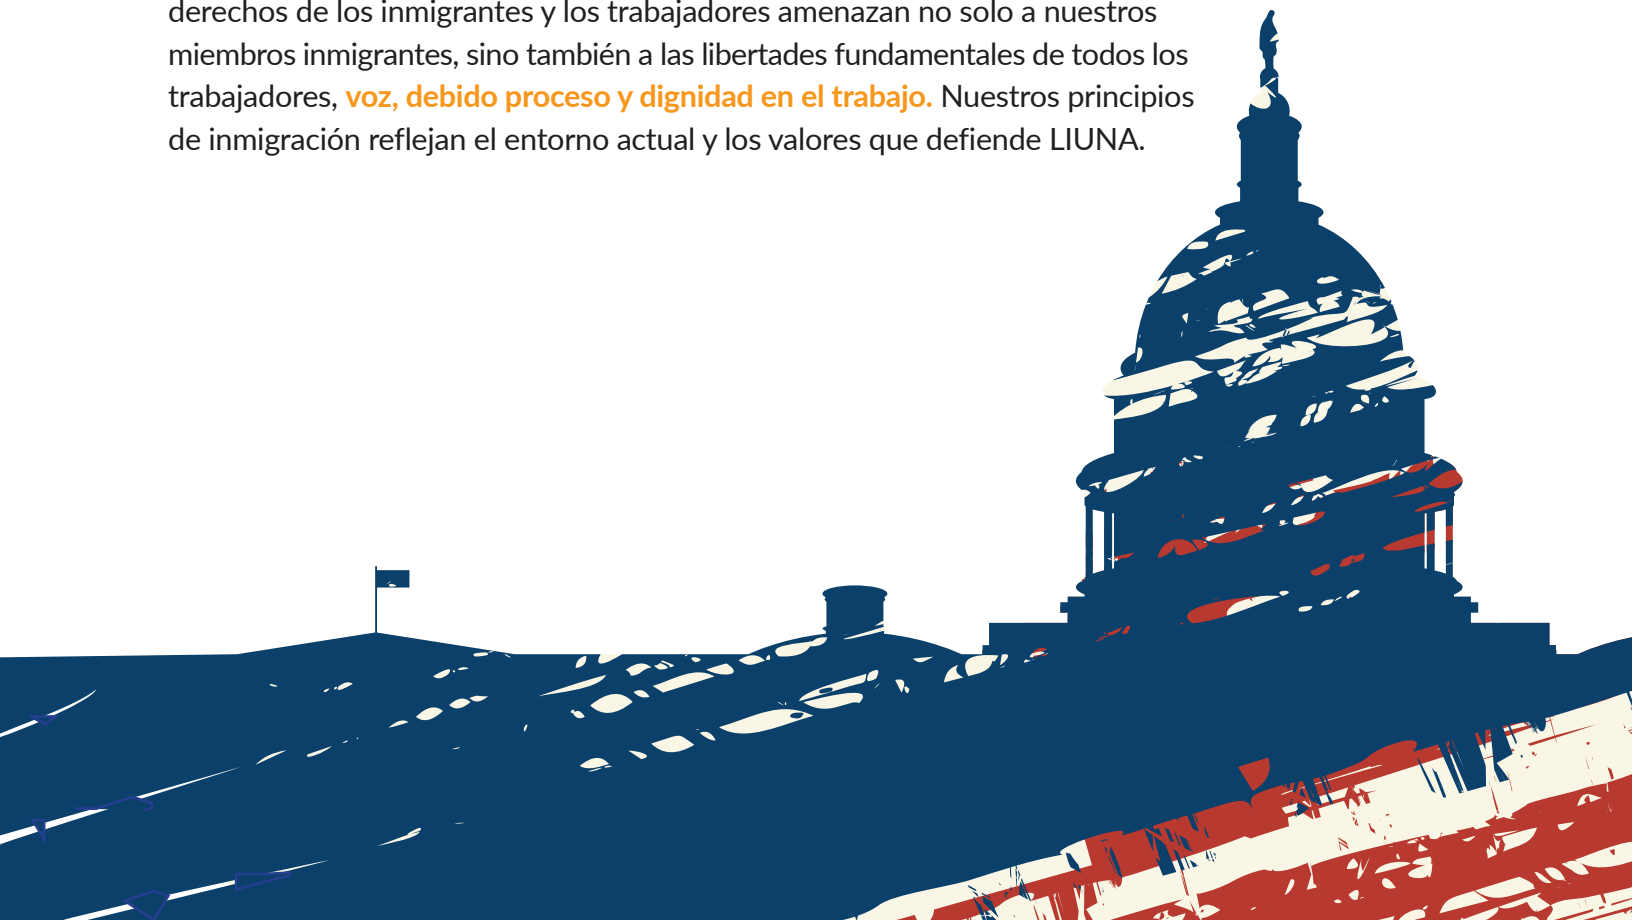 derechos de los inmigrantes y los trabajadores amenazan no solo a nuestros
miembros inmigrantes, sino también a las libertades fundamentales de todos los
trabajadores, voz, debido proceso y dignidad en el trabajo. Nuestros principios
de inmigración reflejan el entorno actual y los valores que defiende LIUNA.